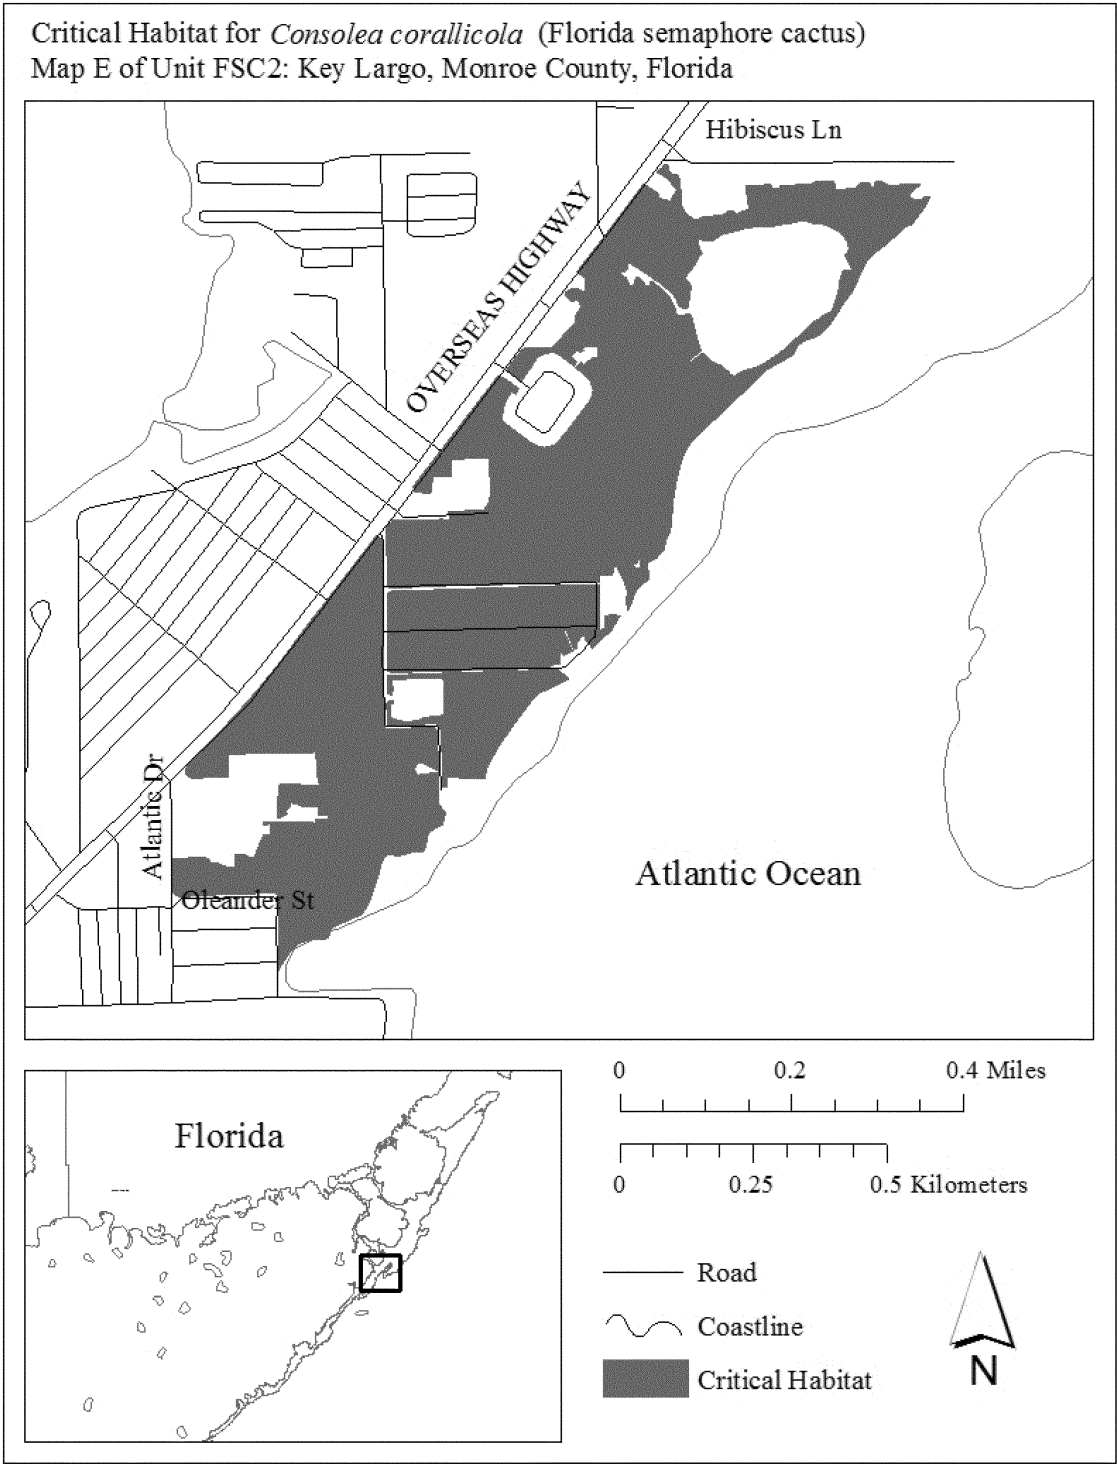 Critical Habitat for Consolea corallicola (Florida semaphore cactus)
Map E of Unit FSC2: Key Largo, Monroe County, Florida
Hibiscus Ln
OVERSEAS HIGHWAY
Atlantic Dr
Atlantic Ocean
Oleander St
Florida
0 0.2 0.4 Miles
0 0.25 0.5 Kilometers
Road
Coastline
Critical Habitat
N